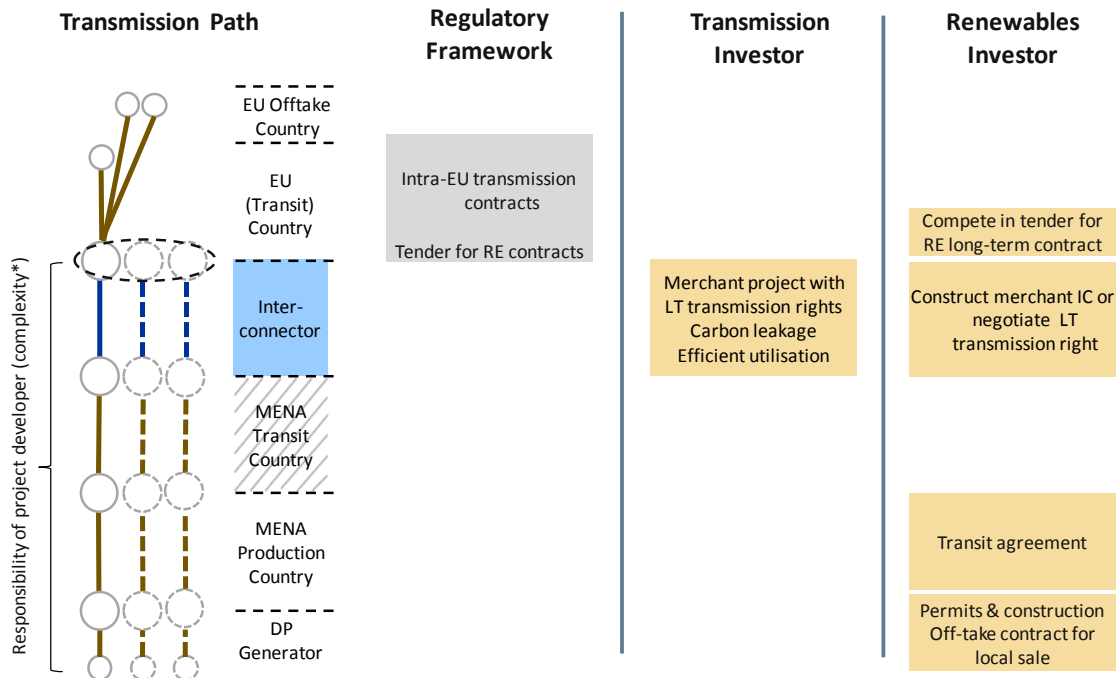 Transmission Path
Regulatory
Framework
Transmission
Investor
Renewables
Investor
EU Offtake
Country
EU
(Transit)
Country
Inter-
connector
MENA
Transit
Country
MENA
Production
Country
DP
Generator
Responsibility of project developer (complexity*)
Intra-EU transmission
contracts
Tender for RE contracts
Merchant project with
LT transmission rights
Carbon leakage
Efficient utilisation
Compete in tender for
RE long-term contract
Construct merchant IC or
negotiate LT
transmission right
Transit agreement
Permits & construction
Off-take contract for
local sale